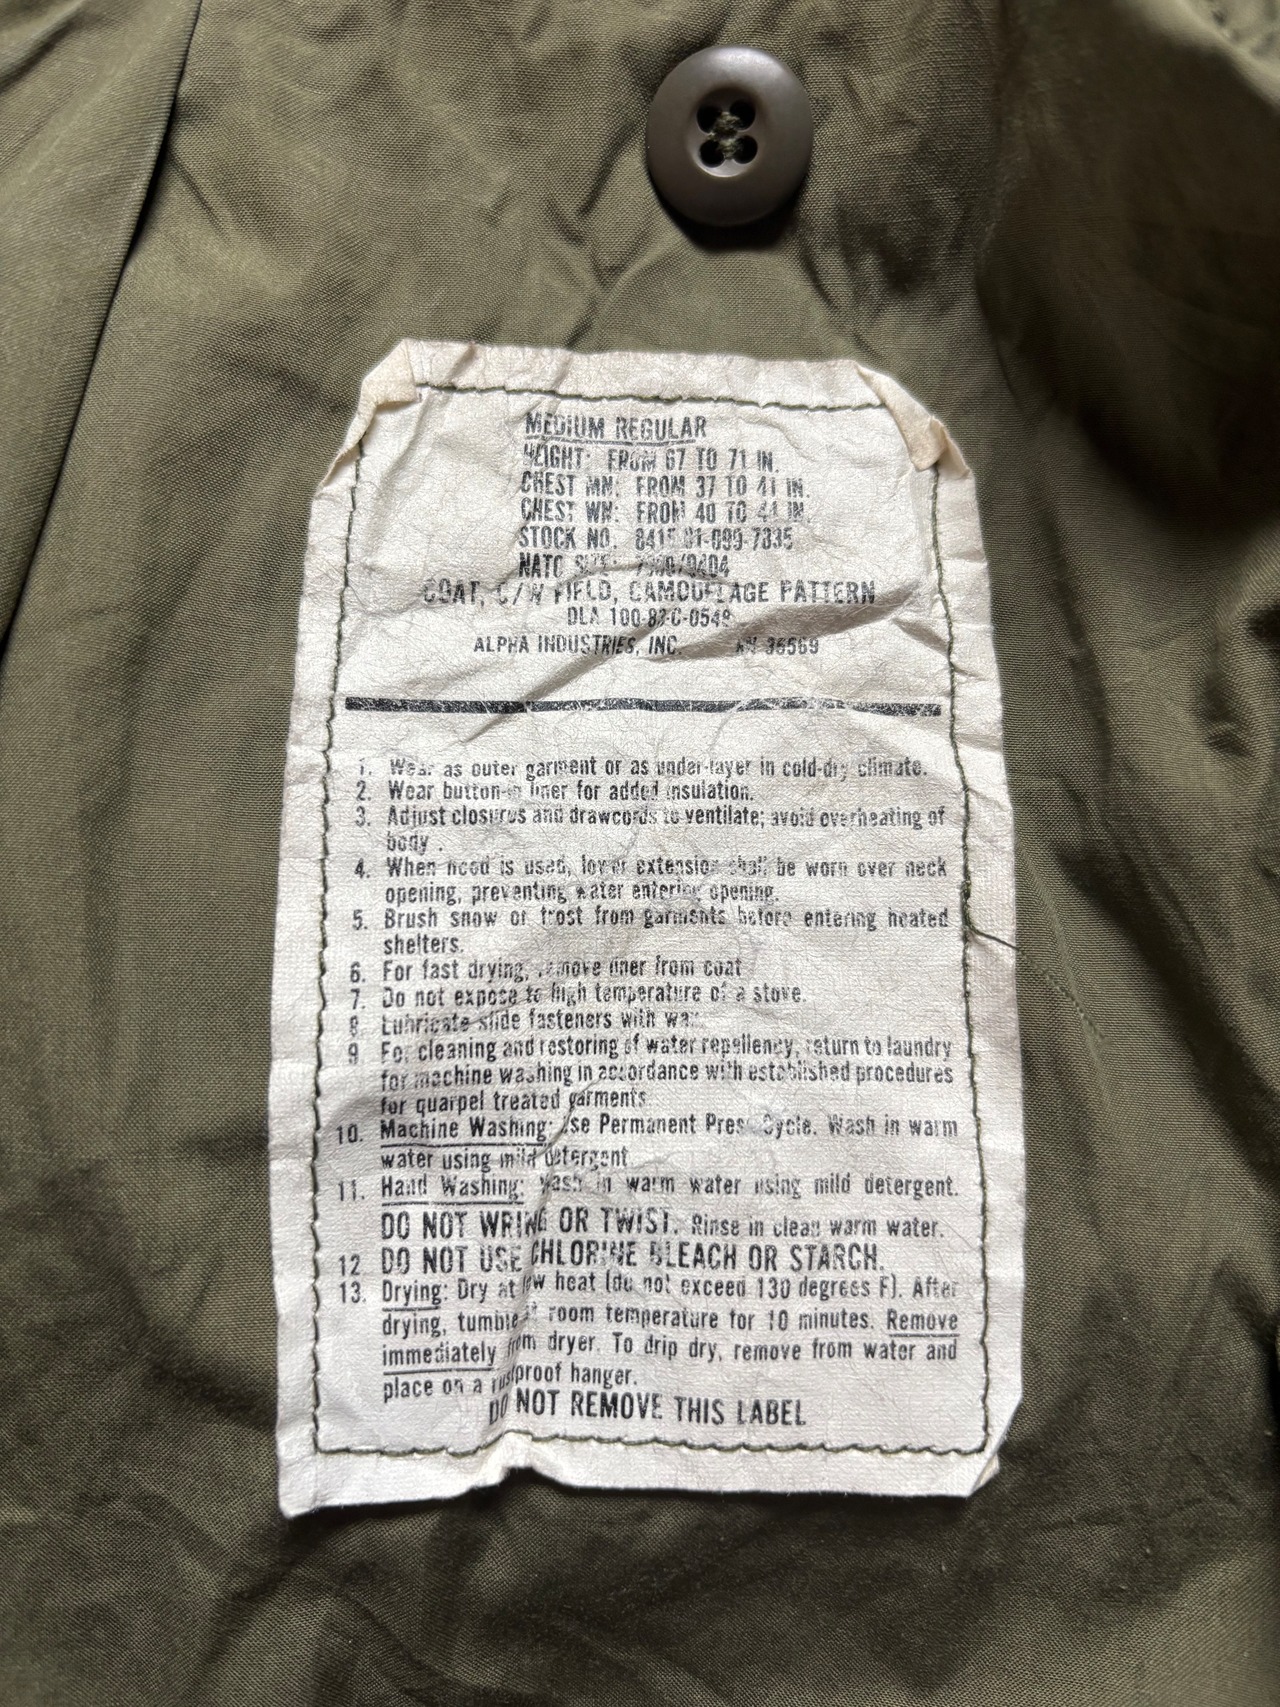 MEDIUM REGULAR
HEIGHT: FROM 67 TO 71 IN.
CHEST MN: FROM 37 TO 41 IN.
CHEST WN: FROM 40 TO 44 IN.
STOCK NO. 8415-01-099-7835
NATO SIZE:
COAT, C/W FIELD, CAMOUFLAGE PATTERN
DLA 100-82-C-0549
ALPHA INDUSTRIES, INC. 36569
1. Wear as outer garment or as under-layer in cold-dry climate.
2. Wear button-in liner for added insulation.
3. Adjust closures and drawcords to ventilate; avoid overheating of
body .
4. When hood is used, lower extension shall be worn over neck
opening, preventing water entering opening.
5. Brush snow or frost from garments before entering heated
shelters.
6. For fast drying, remove liner from coat
7. Do not expose to high temperature of a stove.
8. Lubricate slide fasteners with wax.
9 For cleaning and restoring of water repellency, return to laundry
for machine washing in accordance with established procedures
for quarpel treated garments
10. Machine Washing: Use Permanent Press Cycle. Wash in warm
water using mild detergent.
11. Hand Washing: Wash in warm water using mild detergent.
DO NOT WRING OR TWIST. Rinse in clean warm water.
12 DO NOT USE CHLORINE BLEACH OR STARCH.
13. Drying: Dry at low heat (do not exceed 130 degrees F). After
drying, tumble at room temperature for 10 minutes. Remove
immediately from dryer. To drip dry, remove from water and
place on a rustproof hanger.
DO NOT REMOVE THIS LABEL